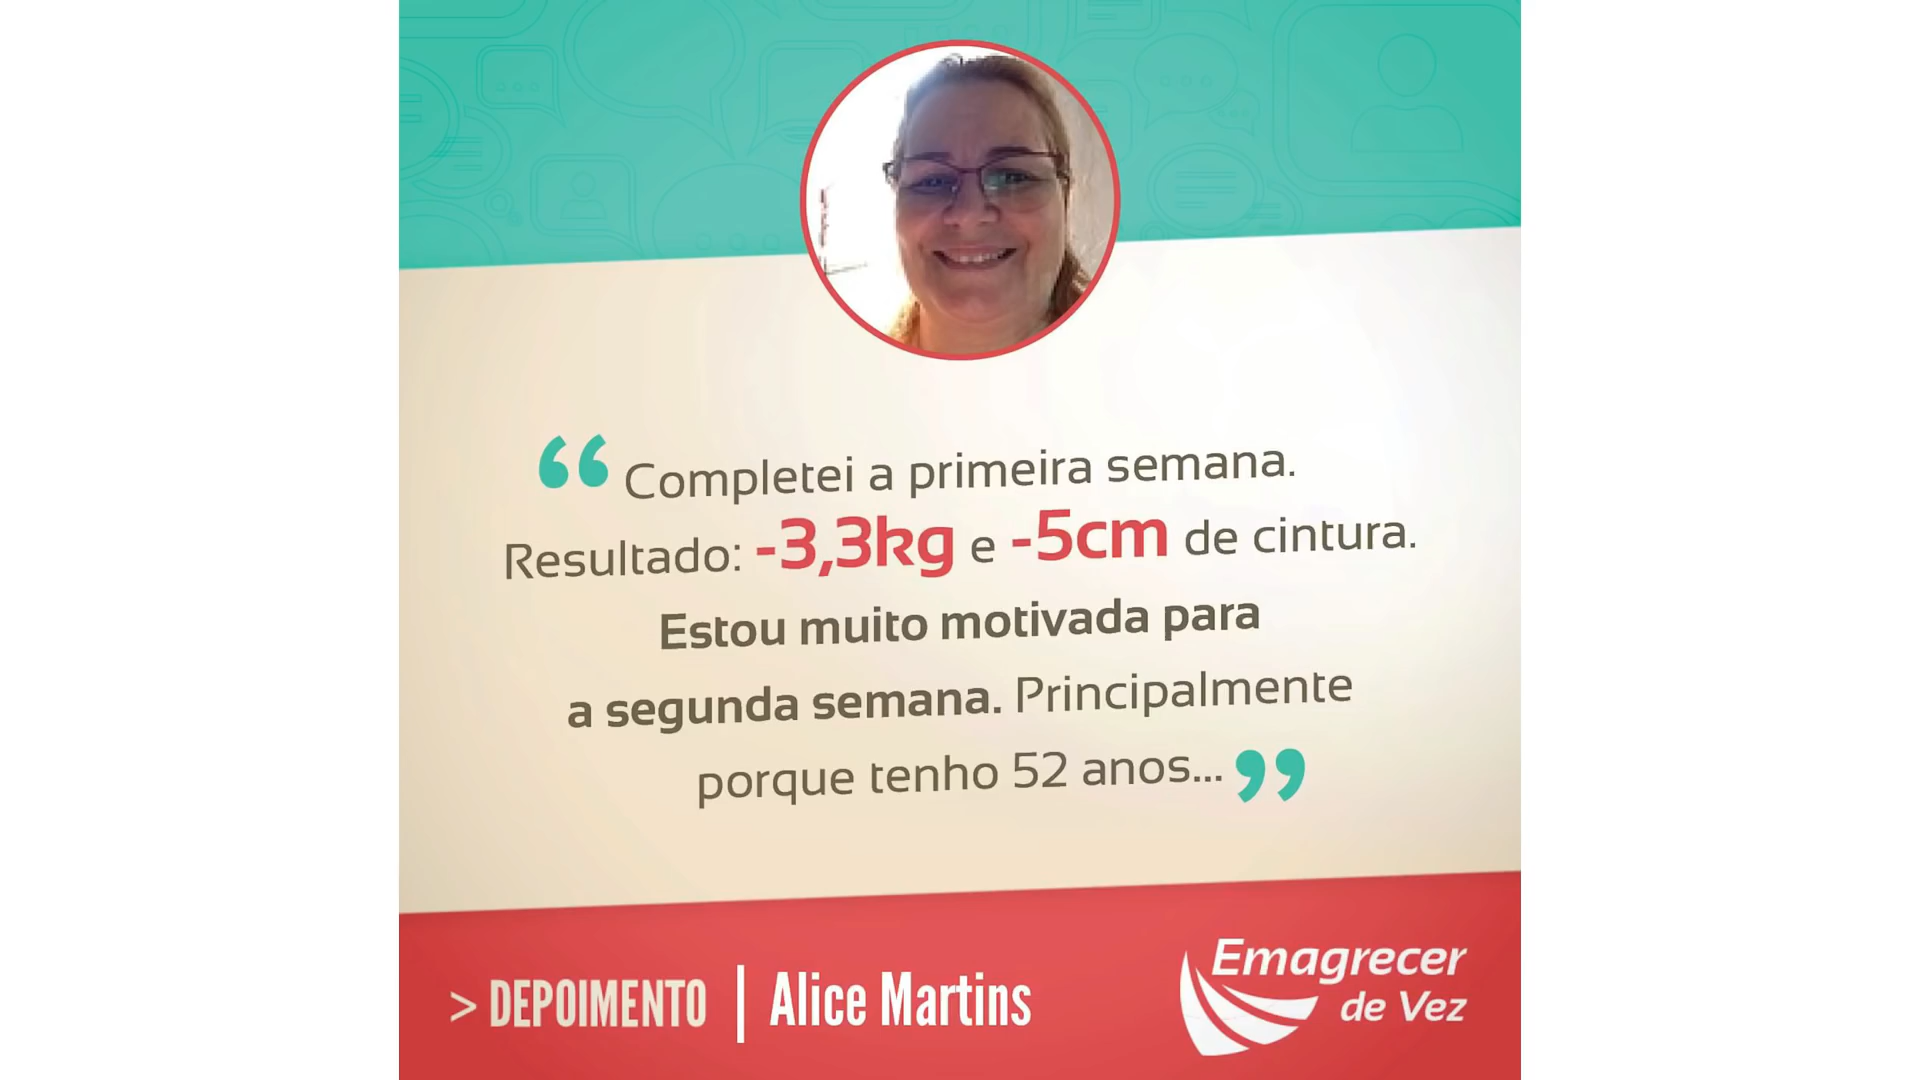 “ Completei a primeira semana.
Resultado: -3,3kg e -5cm de cintura.
Estou muito motivada para
a segunda semana. Principalmente
porque tenho 52 anos... ”
> DEPOIMENTO | Alice Martins
Emagrecer
de Vez